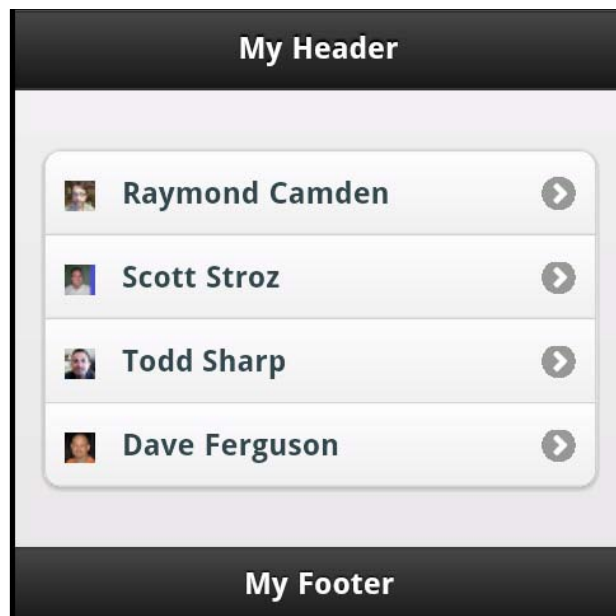 My Header
Raymond Camden
Scott Stroz
Todd Sharp
Dave Ferguson
My Footer